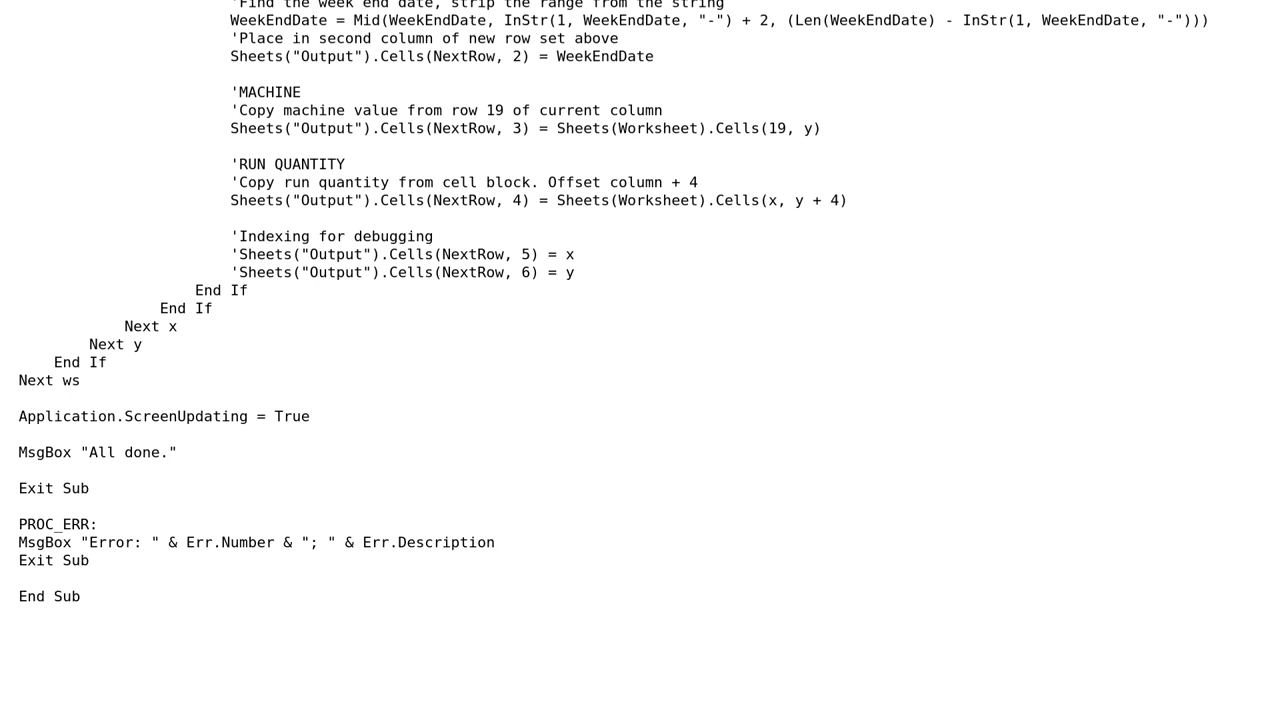 'Find the week end date, strip the range from the string
WeekEndDate = Mid(WeekEndDate, InStr(1, WeekEndDate, "-") + 2, (Len(WeekEndDate) - InStr(1, WeekEndDate, "-")))
'Place in second column of new row set above
Sheets("Output").Cells(NextRow, 2) = WeekEndDate
'MACHINE
'Copy machine value from row 19 of current column
Sheets("Output").Cells(NextRow, 3) = Sheets(Worksheet).Cells(19, y)
'RUN QUANTITY
'Copy run quantity from cell block. Offset column + 4
Sheets("Output").Cells(NextRow, 4) = Sheets(Worksheet).Cells(x, y + 4)
'Indexing for debugging
'Sheets("Output").Cells(NextRow, 5) = x
'Sheets("Output").Cells(NextRow, 6) = y
End If
End If
Next x
Next y
End If
Next ws
Application.ScreenUpdating = True
MsgBox "All done."
Exit Sub
PROC_ERR:
MsgBox "Error: " & Err.Number & "; " & Err.Description
Exit Sub
End Sub